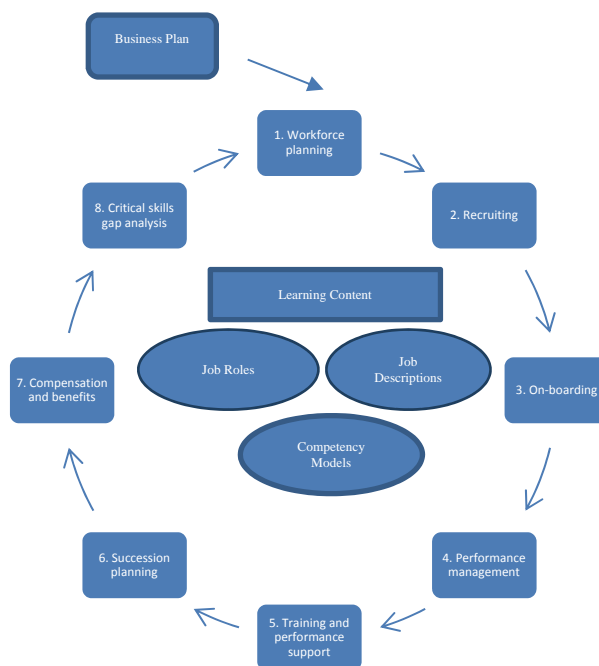 Business Plan
1. Workforce
planning
2. Recruiting
3. On-boarding
4. Performance
management
5. Training and
performance
support
6. Succession
planning
7. Compensation
and benefits
8. Critical skills
gap analysis
Learning Content
Job Roles
Job
Descriptions
Competency
Models